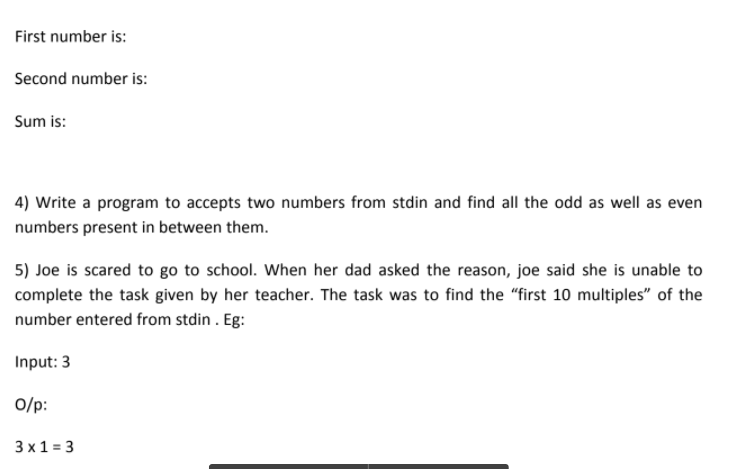 First number is:
Second number is:
Sum is:
4) Write a program to accepts two numbers from stdin and find all the odd as well as even
numbers present in between them.
5) Joe is scared to go to school. When her dad asked the reason, joe said she is unable to
complete the task given by her teacher. The task was to find the “first 10 multiples” of the
number entered from stdin . Eg:
Input: 3
O/p:
3 x 1 = 3